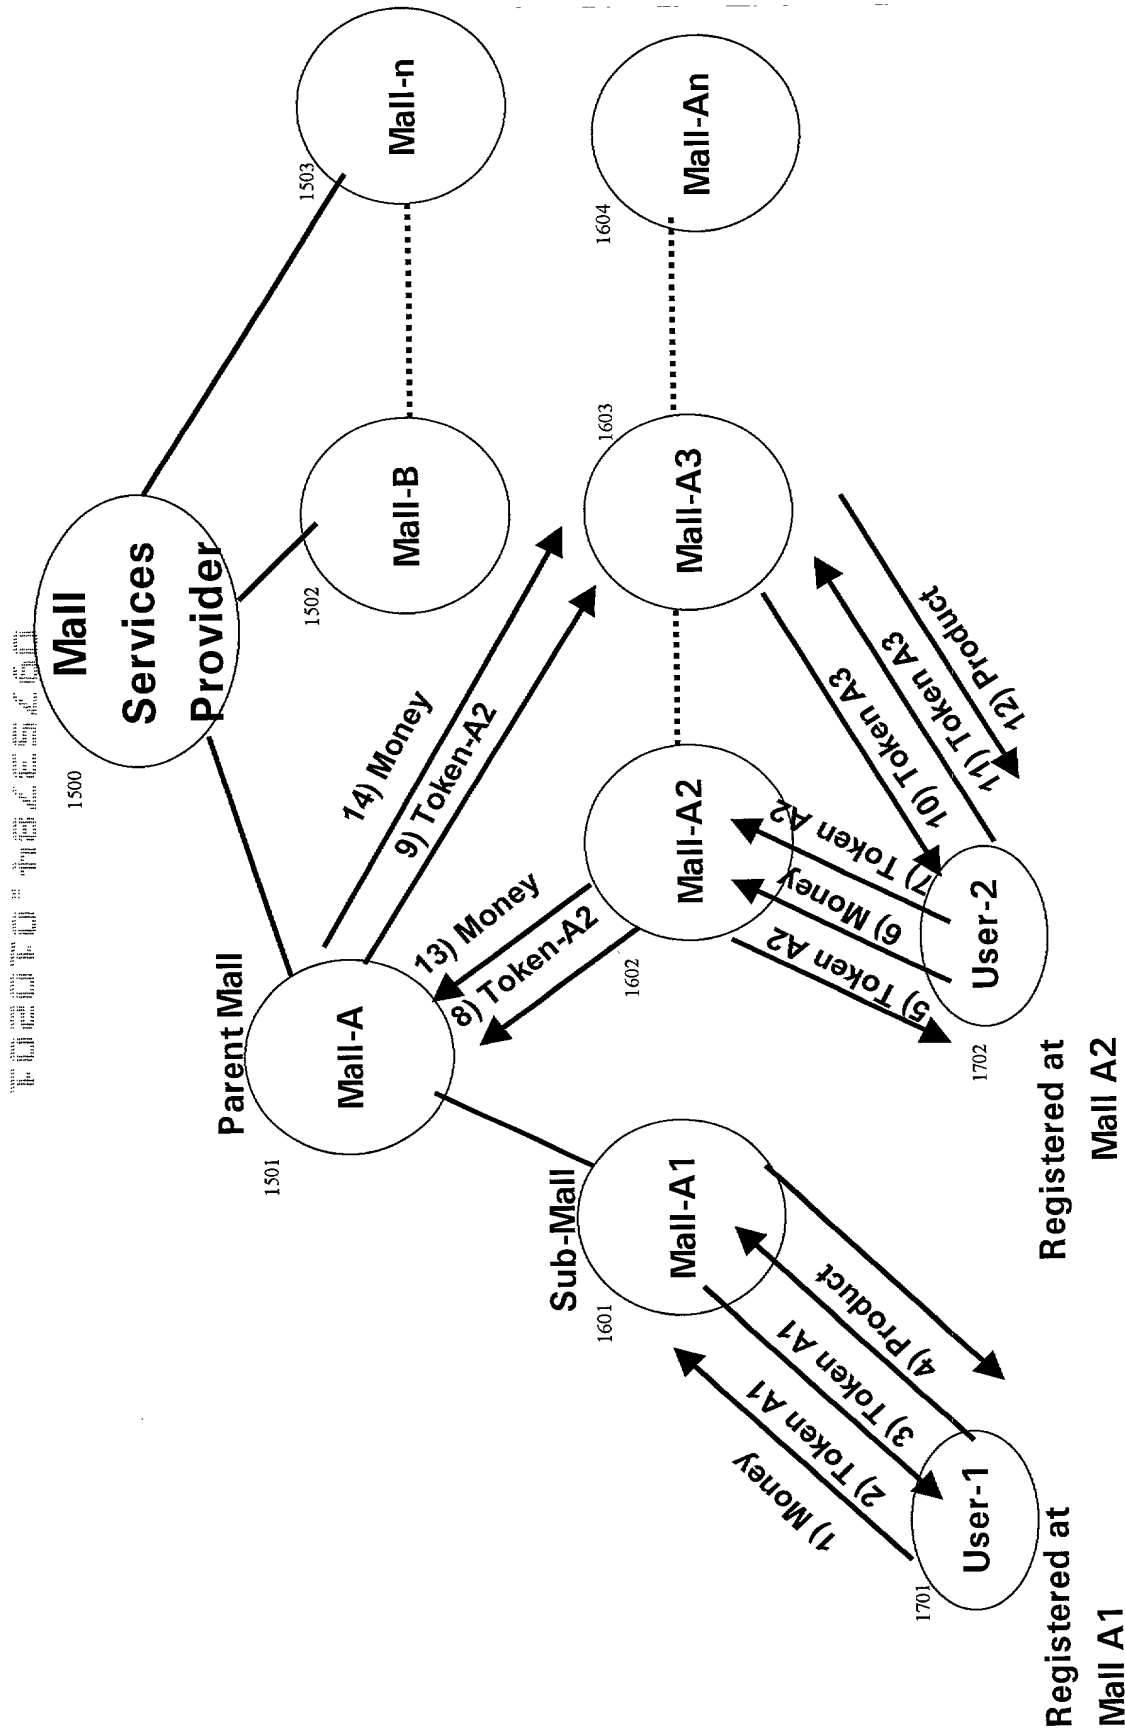 Mall
Services
Provider
1500
Parent Mall
Mall-A
1501
Mall-B
1502
Mall-n
1503
14) Money
9) Token-A2
13) Money
8) Token-A2
Sub-Mall
Mall-A1
1601
Mall-A2
1602
Mall-A3
1603
Mall-An
1604
1) Money
2) Token A1
3) Token A1
4) Product
5) Token A2
6) Money
7) Token A2
10) Token A3
11) Token A3
12) Product
User-1
1701
Registered at
Mall A1
User-2
1702
Registered at
Mall A2